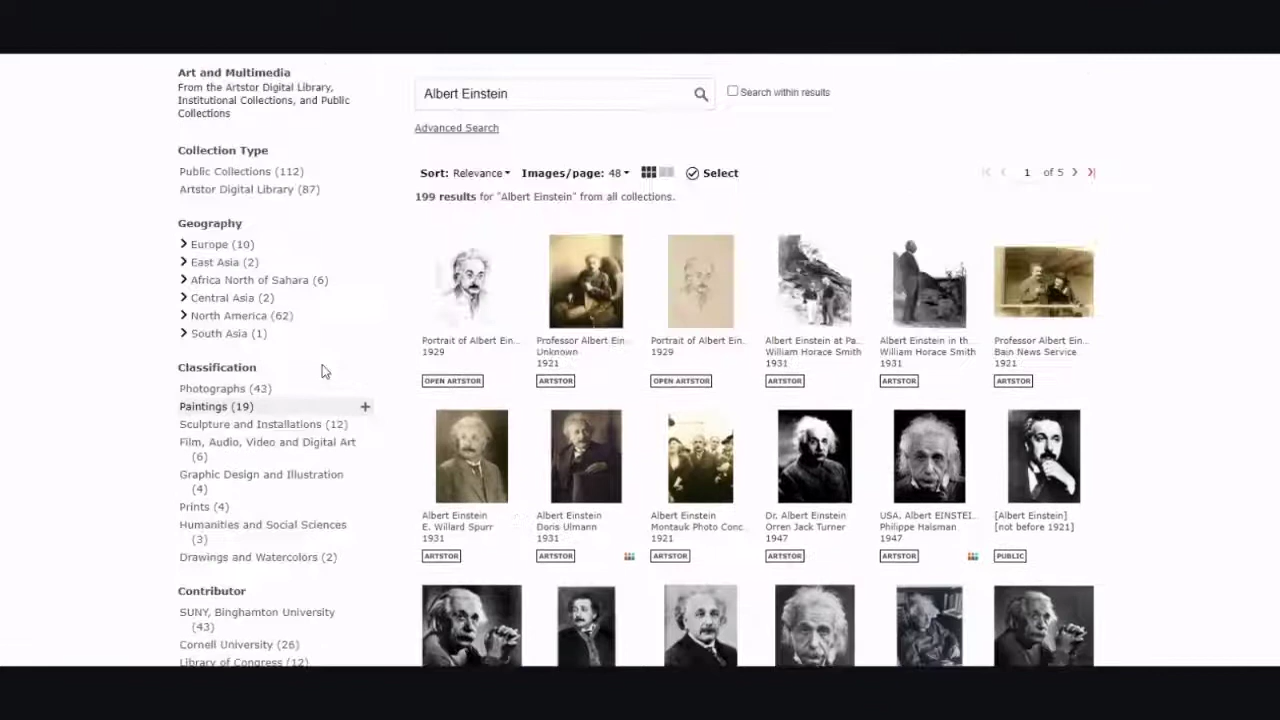 Art and Multimedia
From the Artstor Digital Library,
Institutional Collections, and Public
Collections
Collection Type
Public Collections (112)
Artstor Digital Library (87)
Geography
Europe (10)
East Asia (2)
Africa North of Sahara (6)
Central Asia (2)
North America (62)
South Asia (1)
Classification
Photographs (43)
Paintings (19) +
Sculpture and Installations (12)
Film, Audio, Video and Digital Art
(6)
Graphic Design and Illustration
(4)
Prints (4)
Humanities and Social Sciences
(3)
Drawings and Watercolors (2)
Contributor
SUNY, Binghamton University
(43)
Cornell University (26)
Library of Congress (12)
Albert Einstein
Search within results
Advanced Search
Sort: Relevance Images/page: 48 Select
1 of 5
199 results for "Albert Einstein" from all collections.
Portrait of Albert Ein...
1929
OPEN ARTSTOR
Professor Albert Ein...
Unknown
1921
ARTSTOR
Portrait of Albert Ein...
1929
OPEN ARTSTOR
Albert Einstein at Pa...
William Horace Smith
1931
ARTSTOR
Albert Einstein in th...
William Horace Smith
1931
ARTSTOR
Professor Albert Ein...
Bain News Service
1921
ARTSTOR
Albert Einstein
E. Willard Spurr
1931
ARTSTOR
Albert Einstein
Doris Ulmann
1931
ARTSTOR
Albert Einstein
Montauk Photo Conc...
1921
ARTSTOR
Dr. Albert Einstein
Orren Jack Turner
1947
ARTSTOR
USA. Albert EINSTEI...
Philippe Halsman
1947
ARTSTOR
[Albert Einstein]
[not before 1921]
PUBLIC